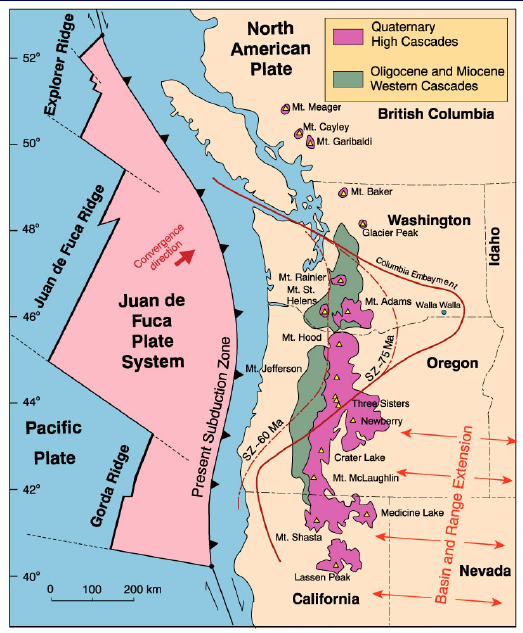 North
American
Plate
Quaternary
High Cascades
Oligocene and Miocene
Western Cascades
52°
50°
48°
46°
44°
42°
40°
Explorer Ridge
Juan de Fuca Ridge
Gorda Ridge
Mt. Meager
Mt. Cayley
Mt. Garibaldi
British Columbia
Mt. Baker
Washington
Glacier Peak
Idaho
Convergence
direction
Columbia Embayment
Mt. Rainier
Mt. St.
Helens
Mt. Adams
Walla Walla
Juan de
Fuca
Plate
System
Mt. Hood
SZ~75 Ma
Oregon
Mt. Jefferson
Present Subduction Zone
Three Sisters
Newberry
Pacific
Plate
SZ~60 Ma
Crater Lake
Mt. McLaughlin
Basin and Range Extension
Medicine Lake
Mt. Shasta
Lassen Peak
Nevada
California
0 100 200 km